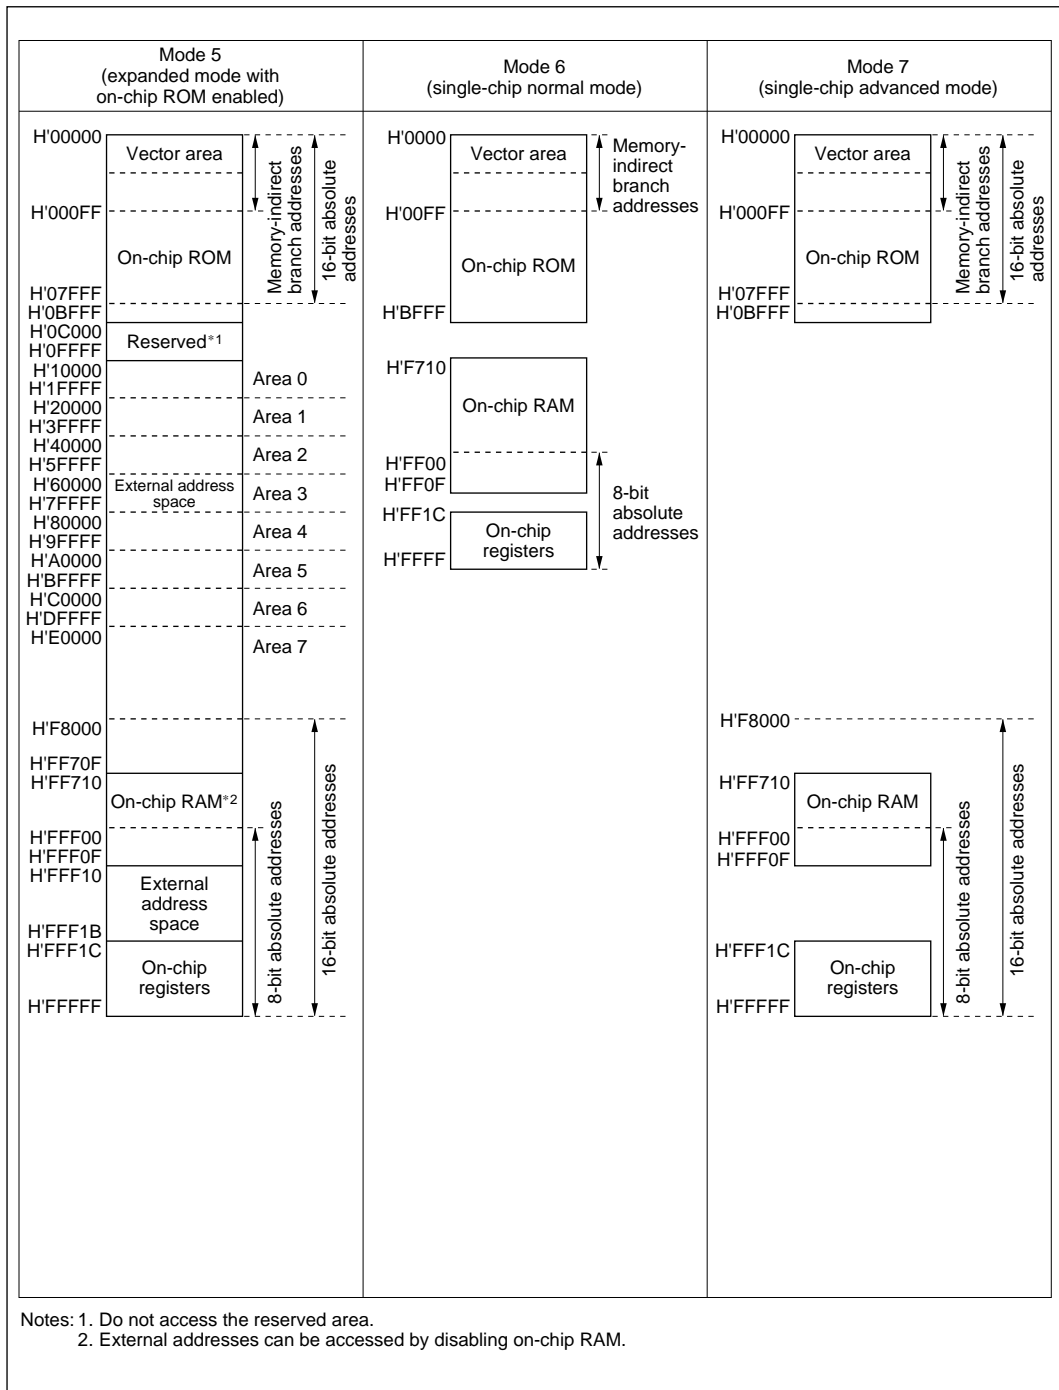 Mode 5
(expanded mode with
on-chip ROM enabled)
H'00000
Vector area
H'000FF
On-chip ROM
H'07FFF
H'0BFFF
H'0C000
Reserved*1
H'0FFFF
H'10000
Area 0
H'1FFFF
H'20000
Area 1
H'3FFFF
H'40000
Area 2
H'5FFFF
H'60000
External address
space
Area 3
H'7FFFF
H'80000
Area 4
H'9FFFF
H'A0000
Area 5
H'BFFFF
H'C0000
Area 6
H'DFFFF
H'E0000
Area 7
H'F8000
H'FF70F
H'FF710
On-chip RAM*2
H'FFF00
H'FFF0F
H'FFF10
External
address
space
H'FFF1B
H'FFF1C
On-chip
registers
H'FFFFF
Memory-indirect
branch addresses
16-bit absolute
addresses
8-bit absolute addresses
16-bit absolute addresses
Mode 6
(single-chip normal mode)
H'0000
Vector area
Memory-
indirect
branch
addresses
H'00FF
On-chip ROM
H'BFFF
H'F710
On-chip RAM
H'FF00
H'FF0F
8-bit
absolute
addresses
H'FF1C
On-chip
registers
H'FFFF
Mode 7
(single-chip advanced mode)
H'00000
Vector area
H'000FF
On-chip ROM
H'07FFF
H'0BFFF
Memory-indirect
branch addresses
16-bit absolute
addresses
H'F8000
H'FF710
On-chip RAM
H'FFF00
H'FFF0F
H'FFF1C
On-chip
registers
H'FFFFF
8-bit absolute addresses
16-bit absolute addresses
Notes: 1. Do not access the reserved area.
2. External addresses can be accessed by disabling on-chip RAM.